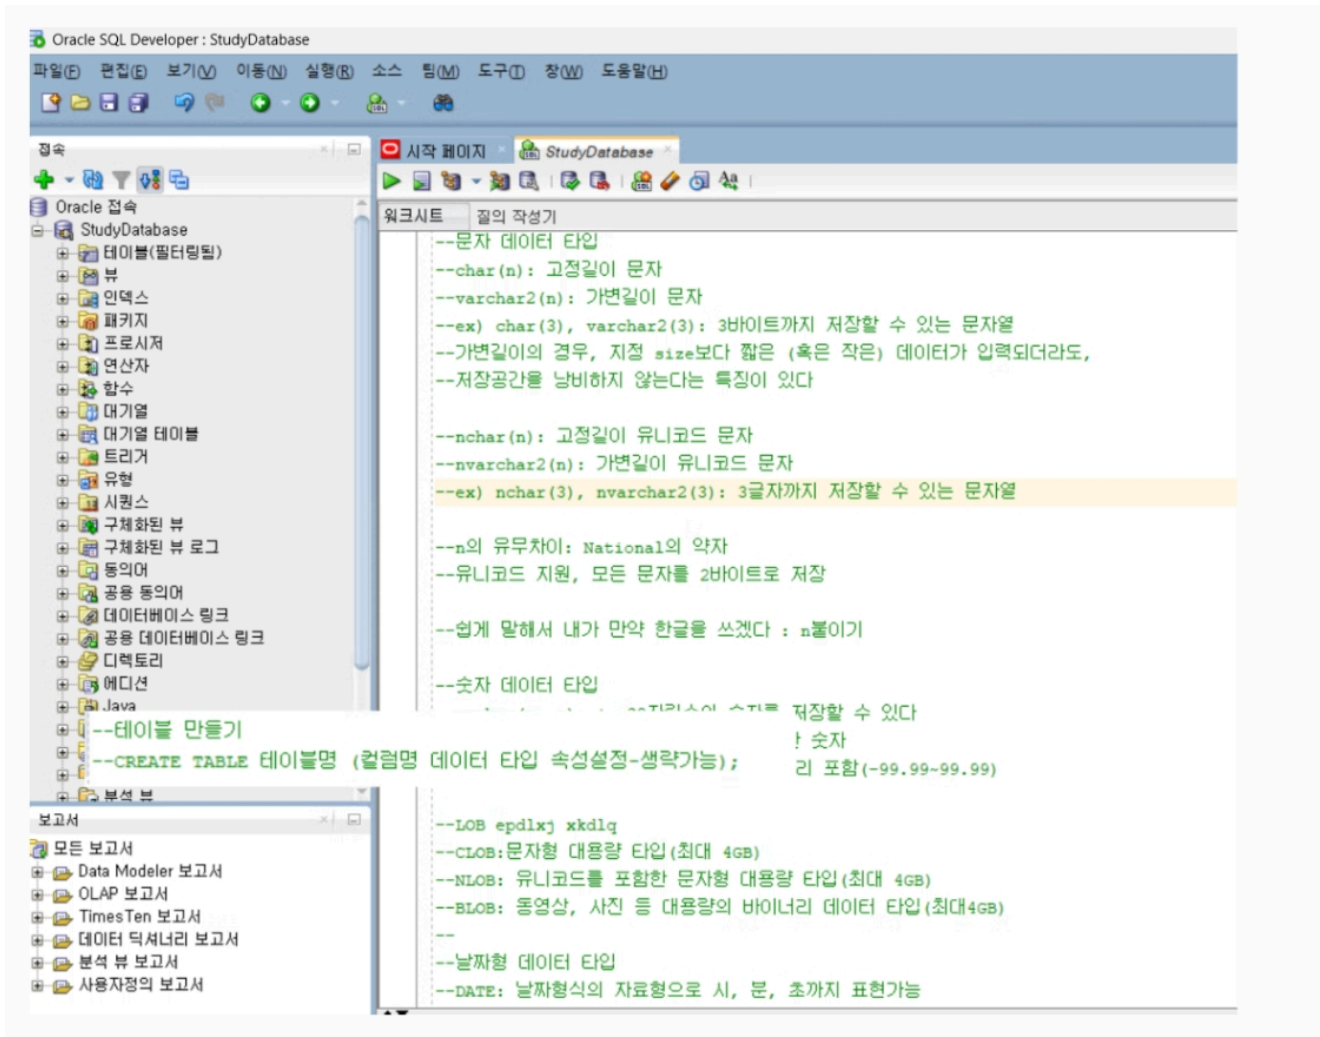 Oracle SQL Developer : StudyDatabase
파일(F) 편집(E) 보기(V) 이동(N) 실행(R) 소스 팀(M) 도구(T) 창(W) 도움말(H)
접속
Oracle 접속
StudyDatabase
테이블(필터링됨)
뷰
인덱스
패키지
프로시저
연산자
함수
대기열
대기열 테이블
트리거
유형
시퀀스
구체화된 뷰
구체화된 뷰 로그
동의어
공용 동의어
데이터베이스 링크
공용 데이터베이스 링크
디렉토리
에디션
Java
분석 뷰
--테이블 만들기
--CREATE TABLE 테이블명 (컬럼명 데이터 타입 속성설정-생략가능);
보고서
모든 보고서
Data Modeler 보고서
OLAP 보고서
TimesTen 보고서
데이터 딕셔너리 보고서
분석 뷰 보고서
사용자정의 보고서
시작 페이지
StudyDatabase
워크시트 질의 작성기
--문자 데이터 타입
--char(n): 고정길이 문자
--varchar2(n): 가변길이 문자
--ex) char(3), varchar2(3): 3바이트까지 저장할 수 있는 문자열
--가변길이의 경우, 지정 size보다 짧은 (혹은 작은) 데이터가 입력되더라도,
--저장공간을 낭비하지 않는다는 특징이 있다
--nchar(n): 고정길이 유니코드 문자
--nvarchar2(n): 가변길이 유니코드 문자
--ex) nchar(3), nvarchar2(3): 3글자까지 저장할 수 있는 문자열
--n의 유무차이: National의 약자
--유니코드 지원, 모든 문자를 2바이트로 저장
--쉽게 말해서 내가 만약 한글을 쓰겠다 : n붙이기
--숫자 데이터 타입
저장할 수 있다
숫자
리 포함(-99.99~99.99)
--LOB epdlxj xkdlq
--CLOB:문자형 대용량 타입(최대 4GB)
--NLOB: 유니코드를 포함한 문자형 대용량 타입(최대 4GB)
--BLOB: 동영상, 사진 등 대용량의 바이너리 데이터 타입(최대4GB)
--
--날짜형 데이터 타입
--DATE: 날짜형식의 자료형으로 시, 분, 초까지 표현가능